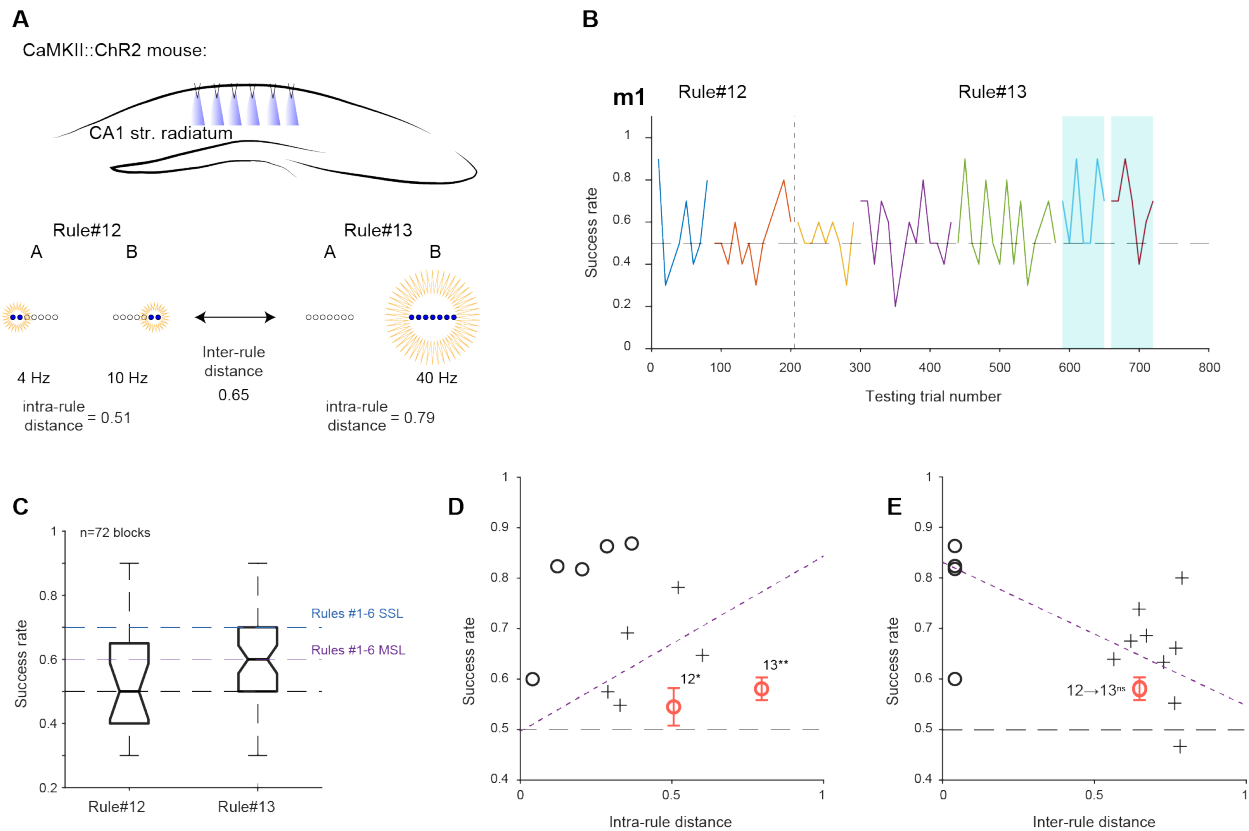 A
CaMKII::ChR2 mouse:
CA1 str. radiatum
Rule#12
Rule#13
A
B
A
B
4 Hz
10 Hz
Inter-rule
distance
0.65
40 Hz
intra-rule
distance = 0.51
intra-rule
distance = 0.79
B
m1
Rule#12
Rule#13
Success rate
1
0.8
0.6
0.4
0.2
0
0
100
200
300
400
500
600
700
800
Testing trial number
C
n=72 blocks
Success rate
1
0.8
0.6
0.4
0.2
Rules #1-6 SSL
Rules #1-6 MSL
Rule#12
Rule#13
D
Success rate
1
0.9
0.8
0.7
0.6
0.5
0.4
12*
13**
0
0.5
1
Intra-rule distance
E
Success rate
1
0.9
0.8
0.7
0.6
0.5
0.4
12→13ns
0
0.5
1
Inter-rule distance